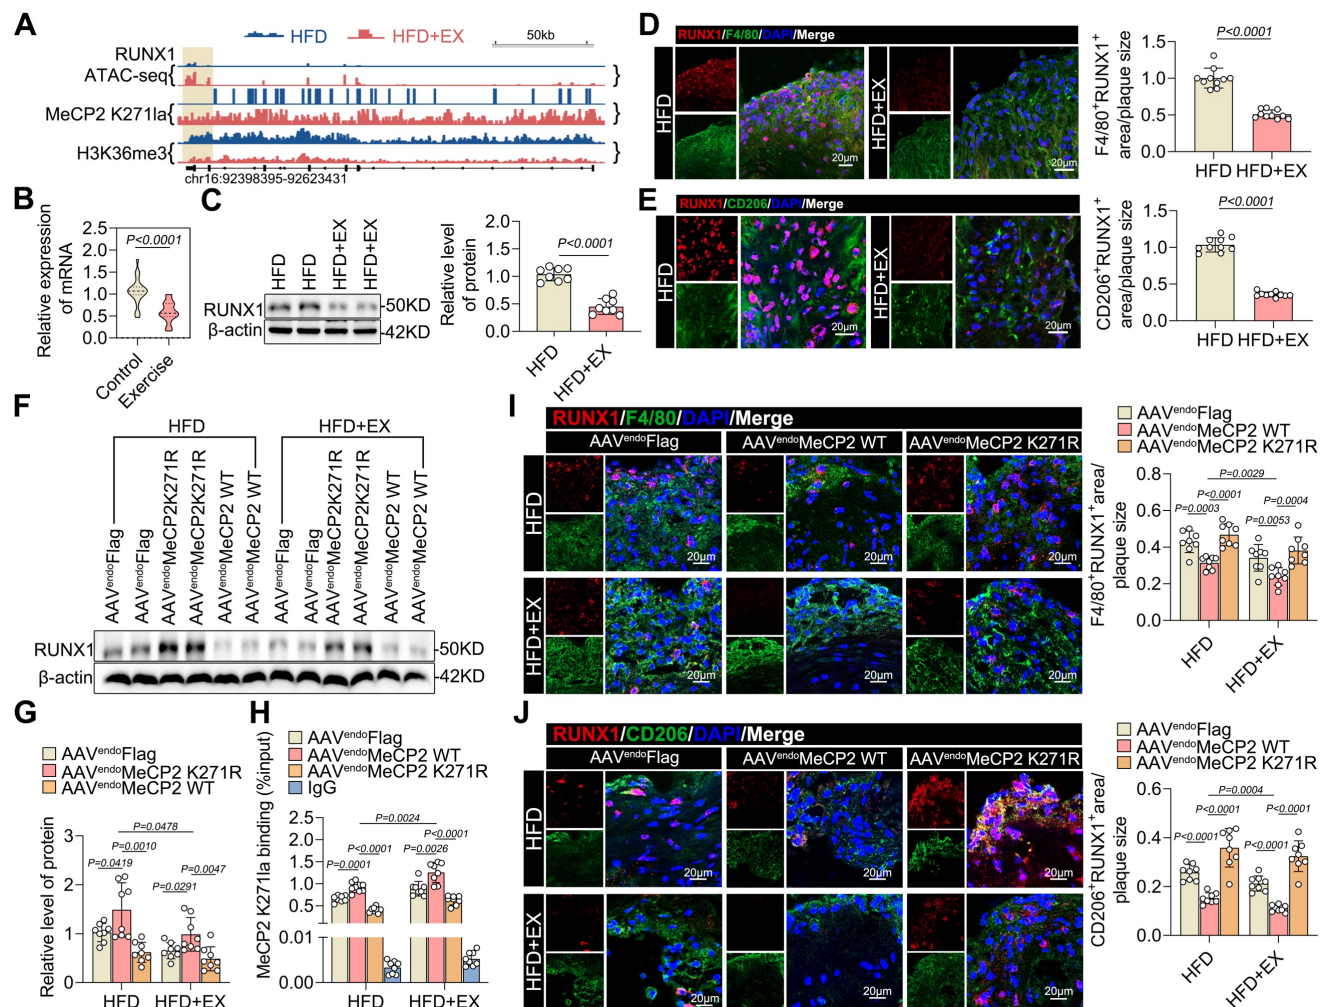 A
HFD
HFD+EX
50kb
RUNX1
ATAC-seq
MeCP2 K271la
H3K36me3
chr16:92398395-92623431
B
Relative expression
of mRNA
2.5
2.0
1.5
1.0
0.5
0.0
P<0.0001
Control
Exercise
C
HFD
HFD
HFD+EX
HFD+EX
RUNX1
-50KD
β-actin
-42KD
Relative level
of protein
2.0
1.5
1.0
0.5
0.0
P<0.0001
HFD
HFD+EX
D
RUNX1/F4/80/DAPI/Merge
HFD
20μm
HFD+EX
20μm
F4/80+RUNX1+
area/plaque size
1.5
1.0
0.5
0.0
P<0.0001
HFD
HFD+EX
E
RUNX1/CD206/DAPI/Merge
HFD
20μm
HFD+EX
20μm
CD206+RUNX1+
area/plaque size
1.5
1.0
0.5
0.0
P<0.0001
HFD
HFD+EX
F
HFD
HFD+EX
AAVendoFlag
AAVendoFlag
AAVendoMeCP2K271R
AAVendoMeCP2K271R
AAVendoMeCP2 WT
AAVendoMeCP2 WT
AAVendoFlag
AAVendoFlag
AAVendoMeCP2K271R
AAVendoMeCP2K271R
AAVendoMeCP2 WT
AAVendoMeCP2 WT
RUNX1
-50KD
β-actin
-42KD
G
AAVendoFlag
AAVendoMeCP2 K271R
AAVendoMeCP2 WT
Relative level of protein
3
2
1
0
P=0.0478
P=0.0010
P=0.0419
P=0.0047
P=0.0291
HFD
HFD+EX
H
AAVendoFlag
AAVendoMeCP2 WT
AAVendoMeCP2 K271R
IgG
MeCP2 K271la binding (%input)
2.5
2.0
1.5
1.0
0.5
0.01
0.00
P=0.0024
P<0.0001
P<0.0001
P=0.0001
P=0.0026
HFD
HFD+EX
I
RUNX1/F4/80/DAPI/Merge
AAVendoFlag
AAVendoMeCP2 WT
AAVendoMeCP2 K271R
HFD
20μm
20μm
20μm
HFD+EX
20μm
20μm
20μm
AAVendoFlag
AAVendoMeCP2 WT
AAVendoMeCP2 K271R
F4/80+RUNX1+area/
plaque size
0.8
0.6
0.4
0.2
0.0
P=0.0029
P<0.0001
P=0.0003
P=0.0004
P=0.0053
HFD
HFD+EX
J
RUNX1/CD206/DAPI/Merge
AAVendoFlag
AAVendoMeCP2 WT
AAVendoMeCP2 K271R
HFD
20μm
20μm
20μm
HFD+EX
20μm
20μm
20μm
AAVendoFlag
AAVendoMeCP2 WT
AAVendoMeCP2 K271R
CD206+RUNX1+area/
plaque size
0.6
0.4
0.2
0.0
P=0.0004
P<0.0001
P<0.0001
P<0.0001
P<0.0001
HFD
HFD+EX